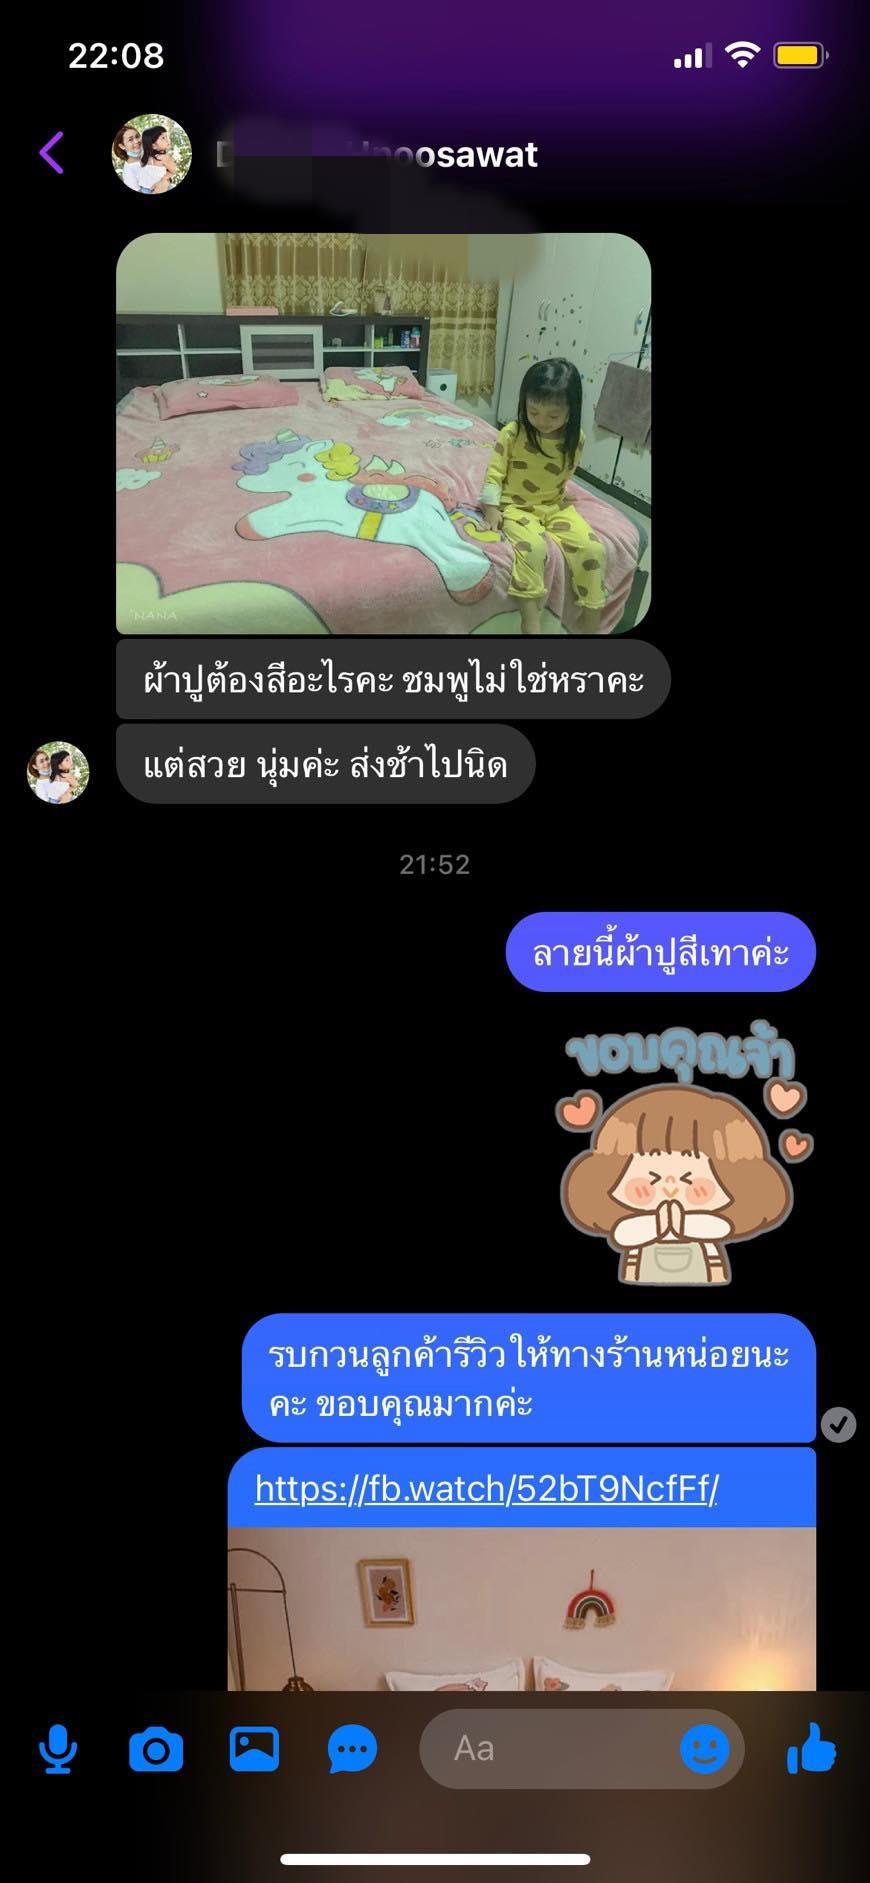 22:08
oosawat
NANA
ผ้าปูต้องสีอะไรคะ ชมพูไม่ใช่หราคะ
แต่สวย นุ่มค่ะ ส่งช้าไปนิด
21:52
ลายนี้ผ้าปูสีเทาค่ะ
ขอบคุณจ้า
รบกวนลูกค้ารีวิวให้ทางร้านหน่อยนะ
คะ ขอบคุณมากค่ะ
https://fb.watch/52bT9NcfFf/
Aa